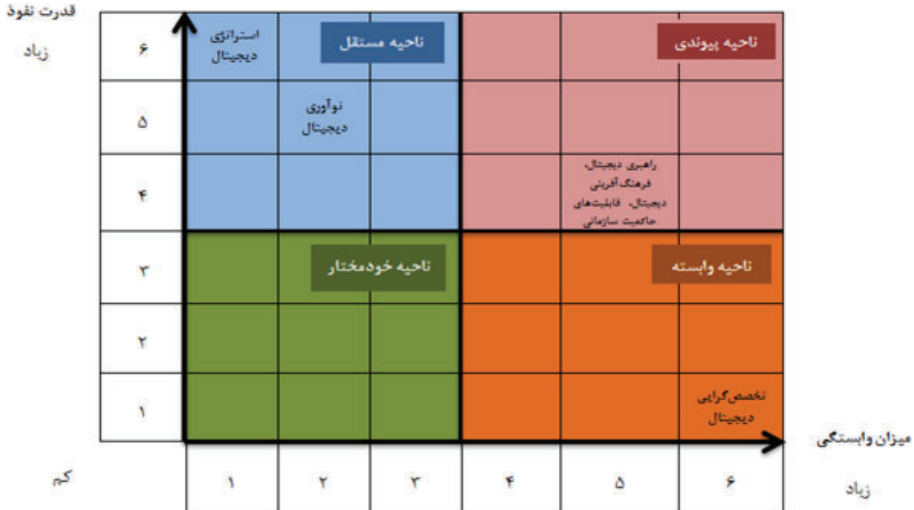 قدرت نفوذ
زیاد
۶
استراتژی
دیجیتال
ناحیه مستقل
ناحیه پیوندی
۵
نوآوری
دیجیتال
۴
راهبری دیجیتال،
فرهنگ‌آفرینی
دیجیتال، قابلیت‌های
حاکمیت سازمانی
۳
ناحیه خودمختار
ناحیه وابسته
۲
۱
تخصص‌گرایی
دیجیتال
میزان وابستگی
کم
۱
۲
۳
۴
۵
۶
زیاد